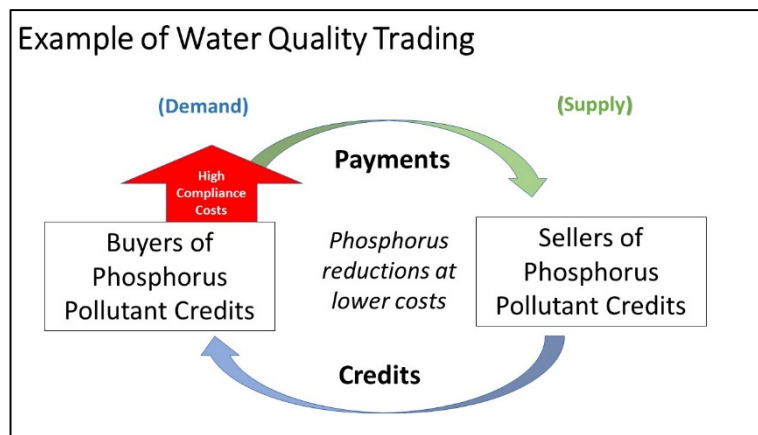 Example of Water Quality Trading
(Demand)
(Supply)
High
Compliance
Costs
Payments
Buyers of
Phosphorus
Pollutant Credits
Phosphorus
reductions at
lower costs
Sellers of
Phosphorus
Pollutant Credits
Credits